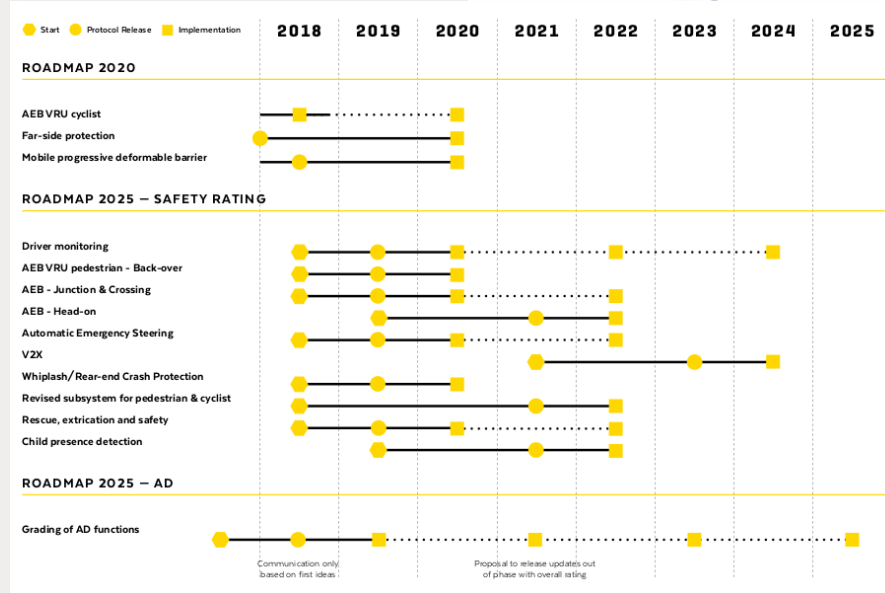 Start Protocol Release Implementation 2018 2019 2020 2021 2022 2023 2024 2025
ROADMAP 2020
AEB VRU cyclist
Far-side protection
Mobile progressive deformable barrier
ROADMAP 2025 — SAFETY RATING
Driver monitoring
AEB VRU pedestrian - Back-over
AEB - Junction & Crossing
AEB - Head-on
Automatic Emergency Steering
V2X
Whiplash/Rear-end Crash Protection
Revised subsystem for pedestrian & cyclist
Rescue, extrication and safety
Child presence detection
ROADMAP 2025 — AD
Grading of AD functions
Communication only Proposal to release updates out
based on first ideas of phase with overall rating